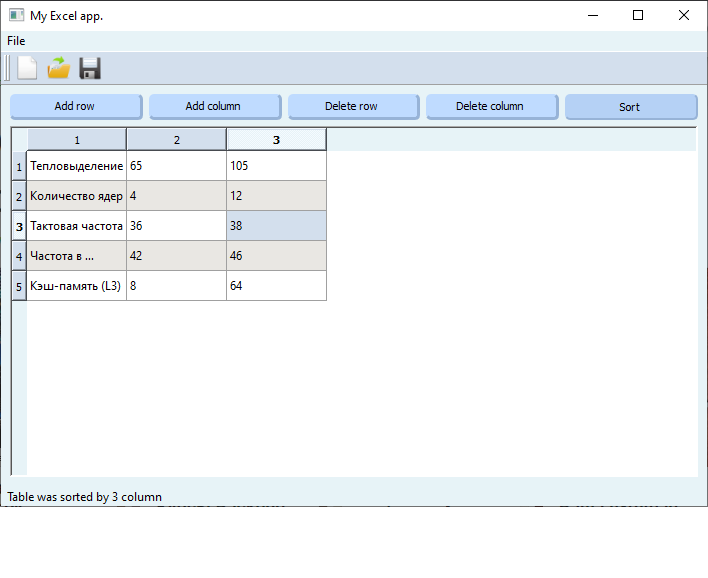 My Excel app.
File
Add row Add column Delete row Delete column Sort
1 2 3
1 Тепловыделение 65 105
2 Количество ядер 4 12
3 Тактовая частота 36 38
4 Частота в ... 42 46
5 Кэш-память (L3) 8 64
Table was sorted by 3 column